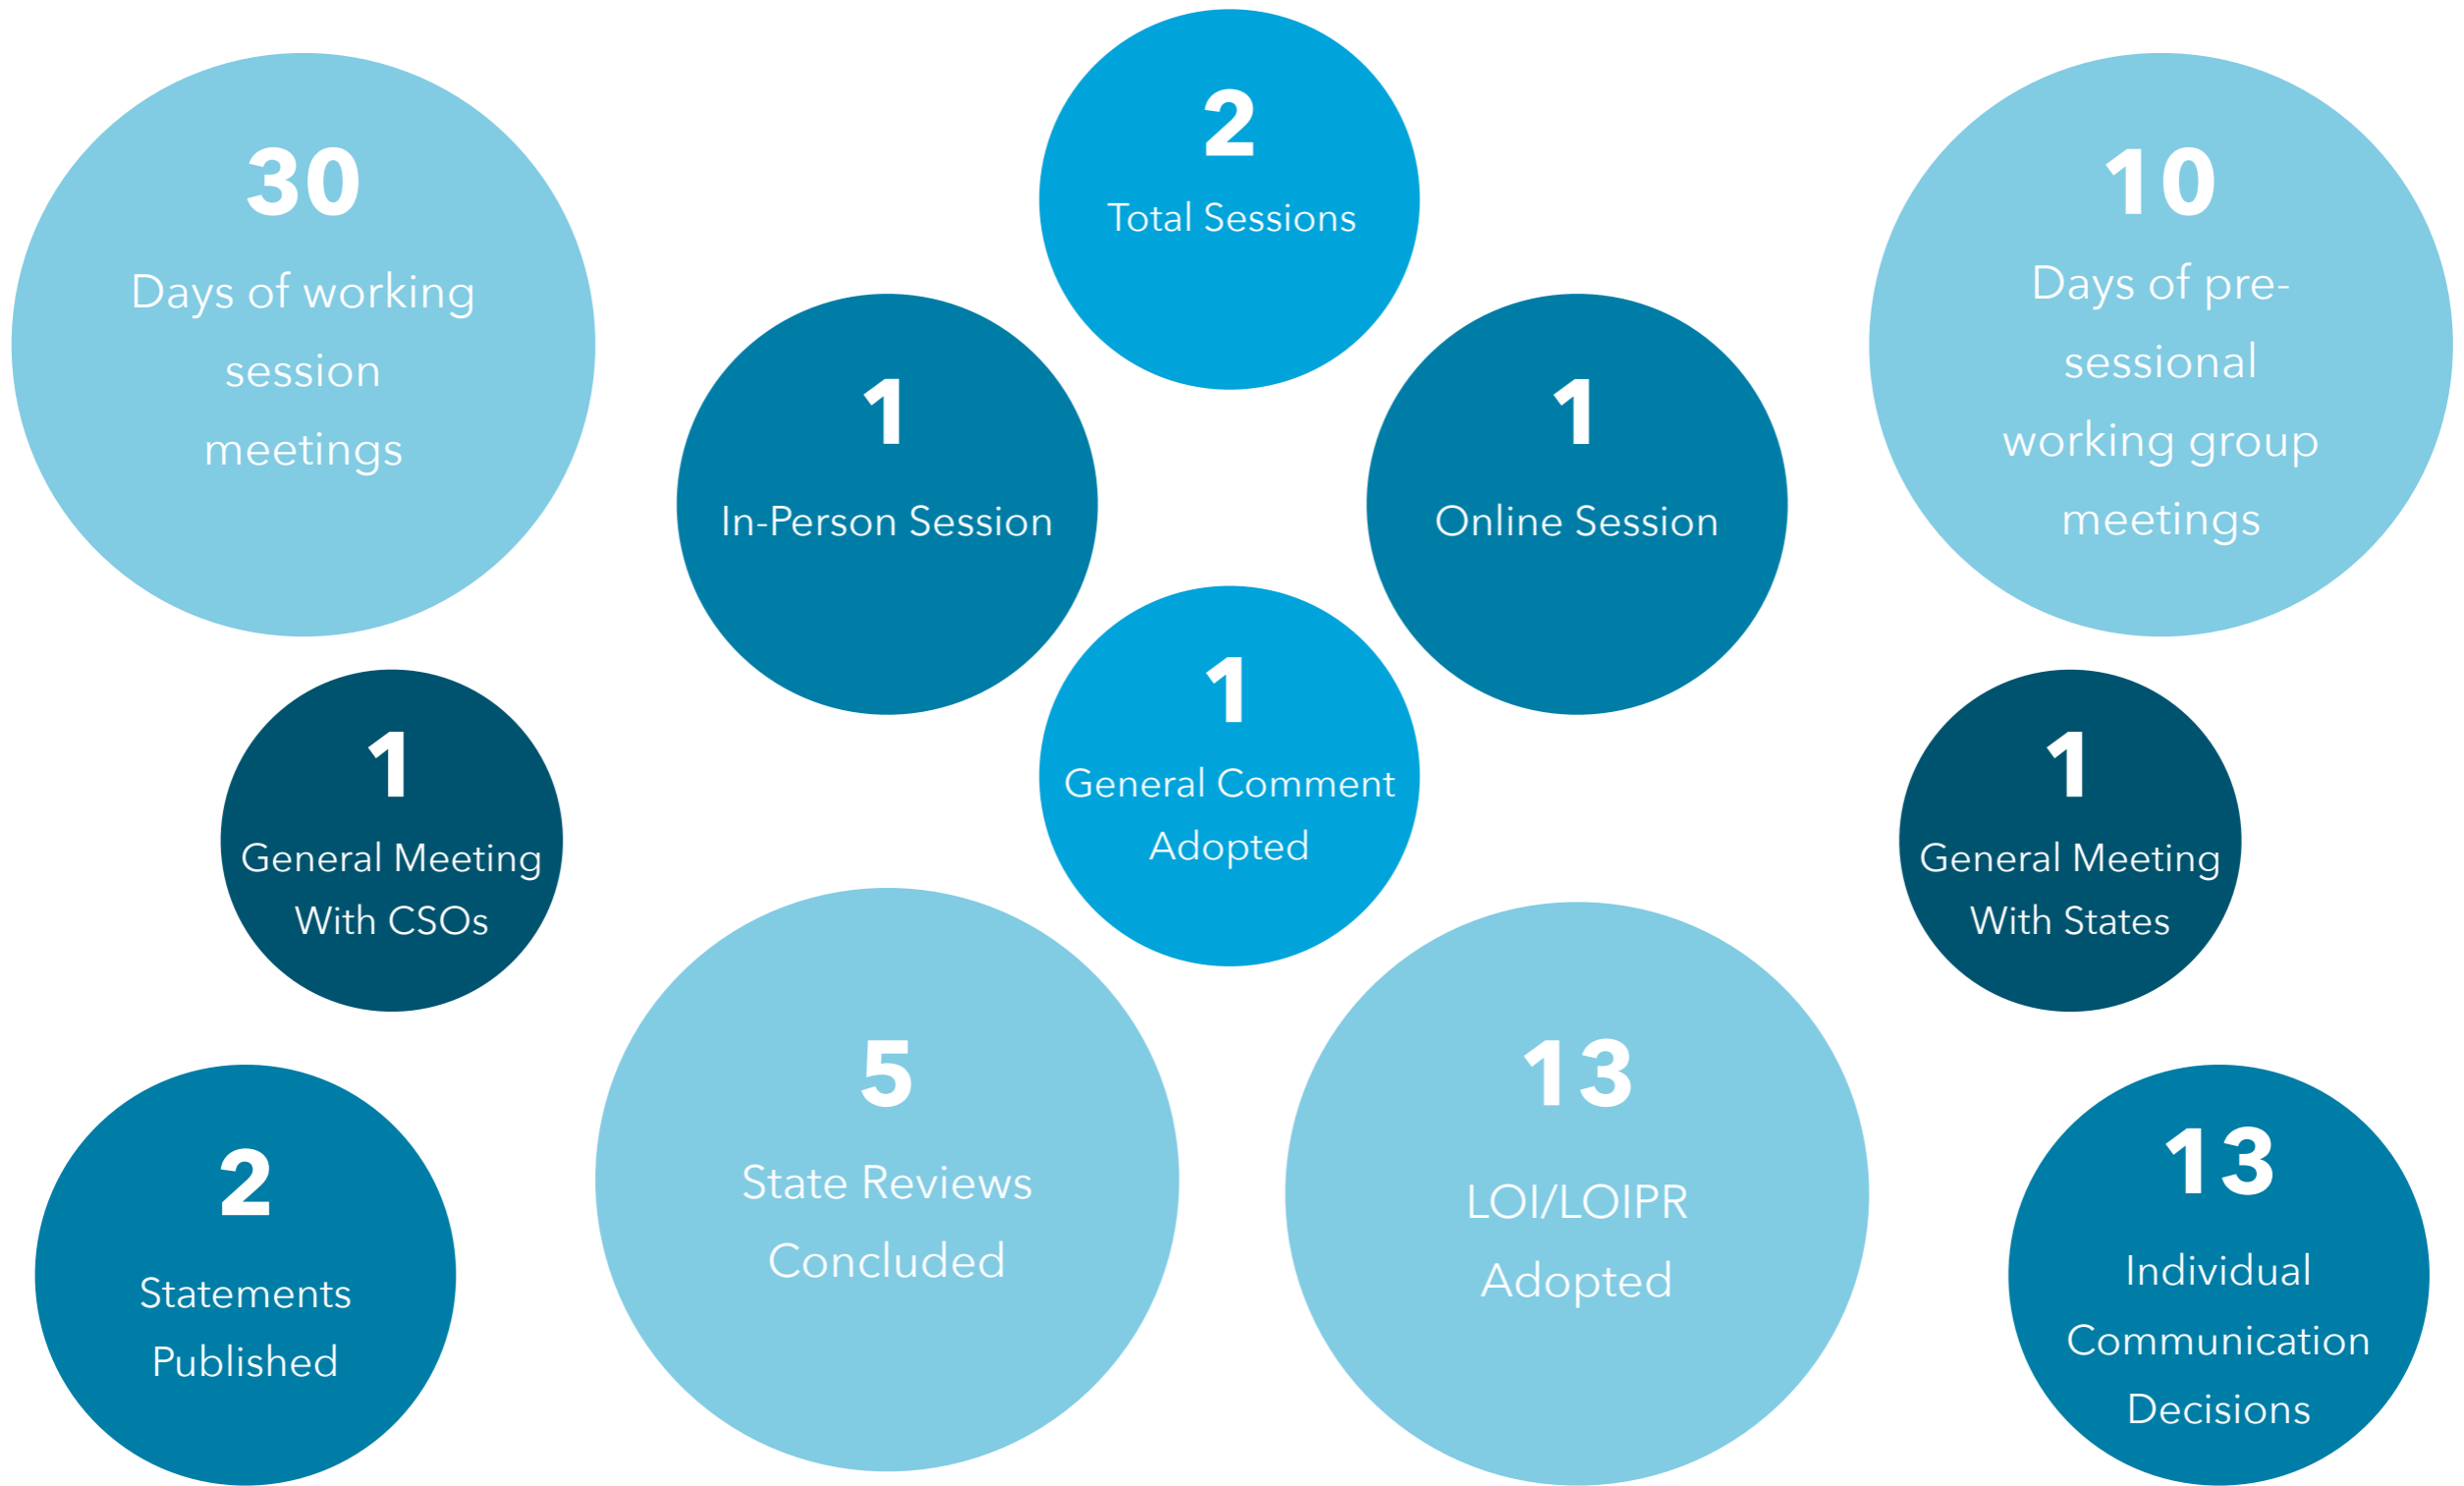 30
Days of working
session
meetings
2
Total Sessions
10
Days of pre-
sessional
working group
meetings
1
In-Person Session
1
Online Session
1
General Comment
Adopted
1
General Meeting
With CSOs
1
General Meeting
With States
2
Statements
Published
5
State Reviews
Concluded
13
LOI/LOIPR
Adopted
13
Individual
Communication
Decisions